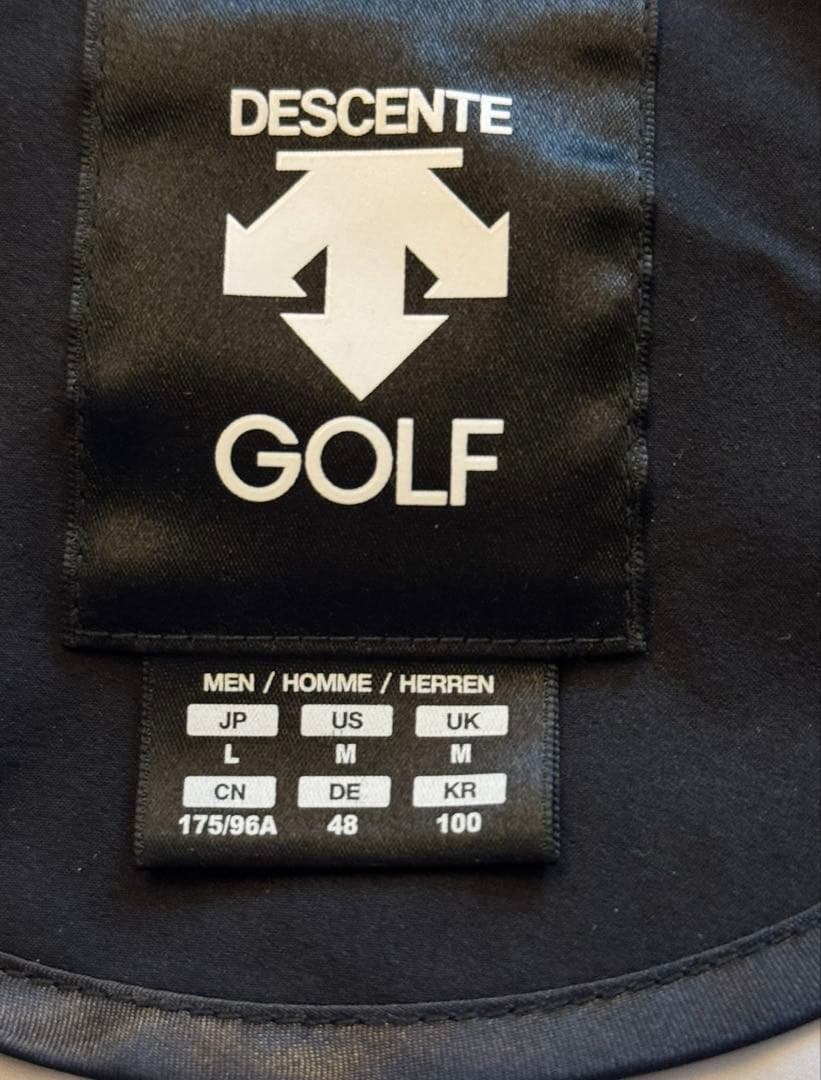 DESCENTE
GOLF
MEN / HOMME / HERREN
JP US UK
L M M
CN DE KR
175/96A 48 100